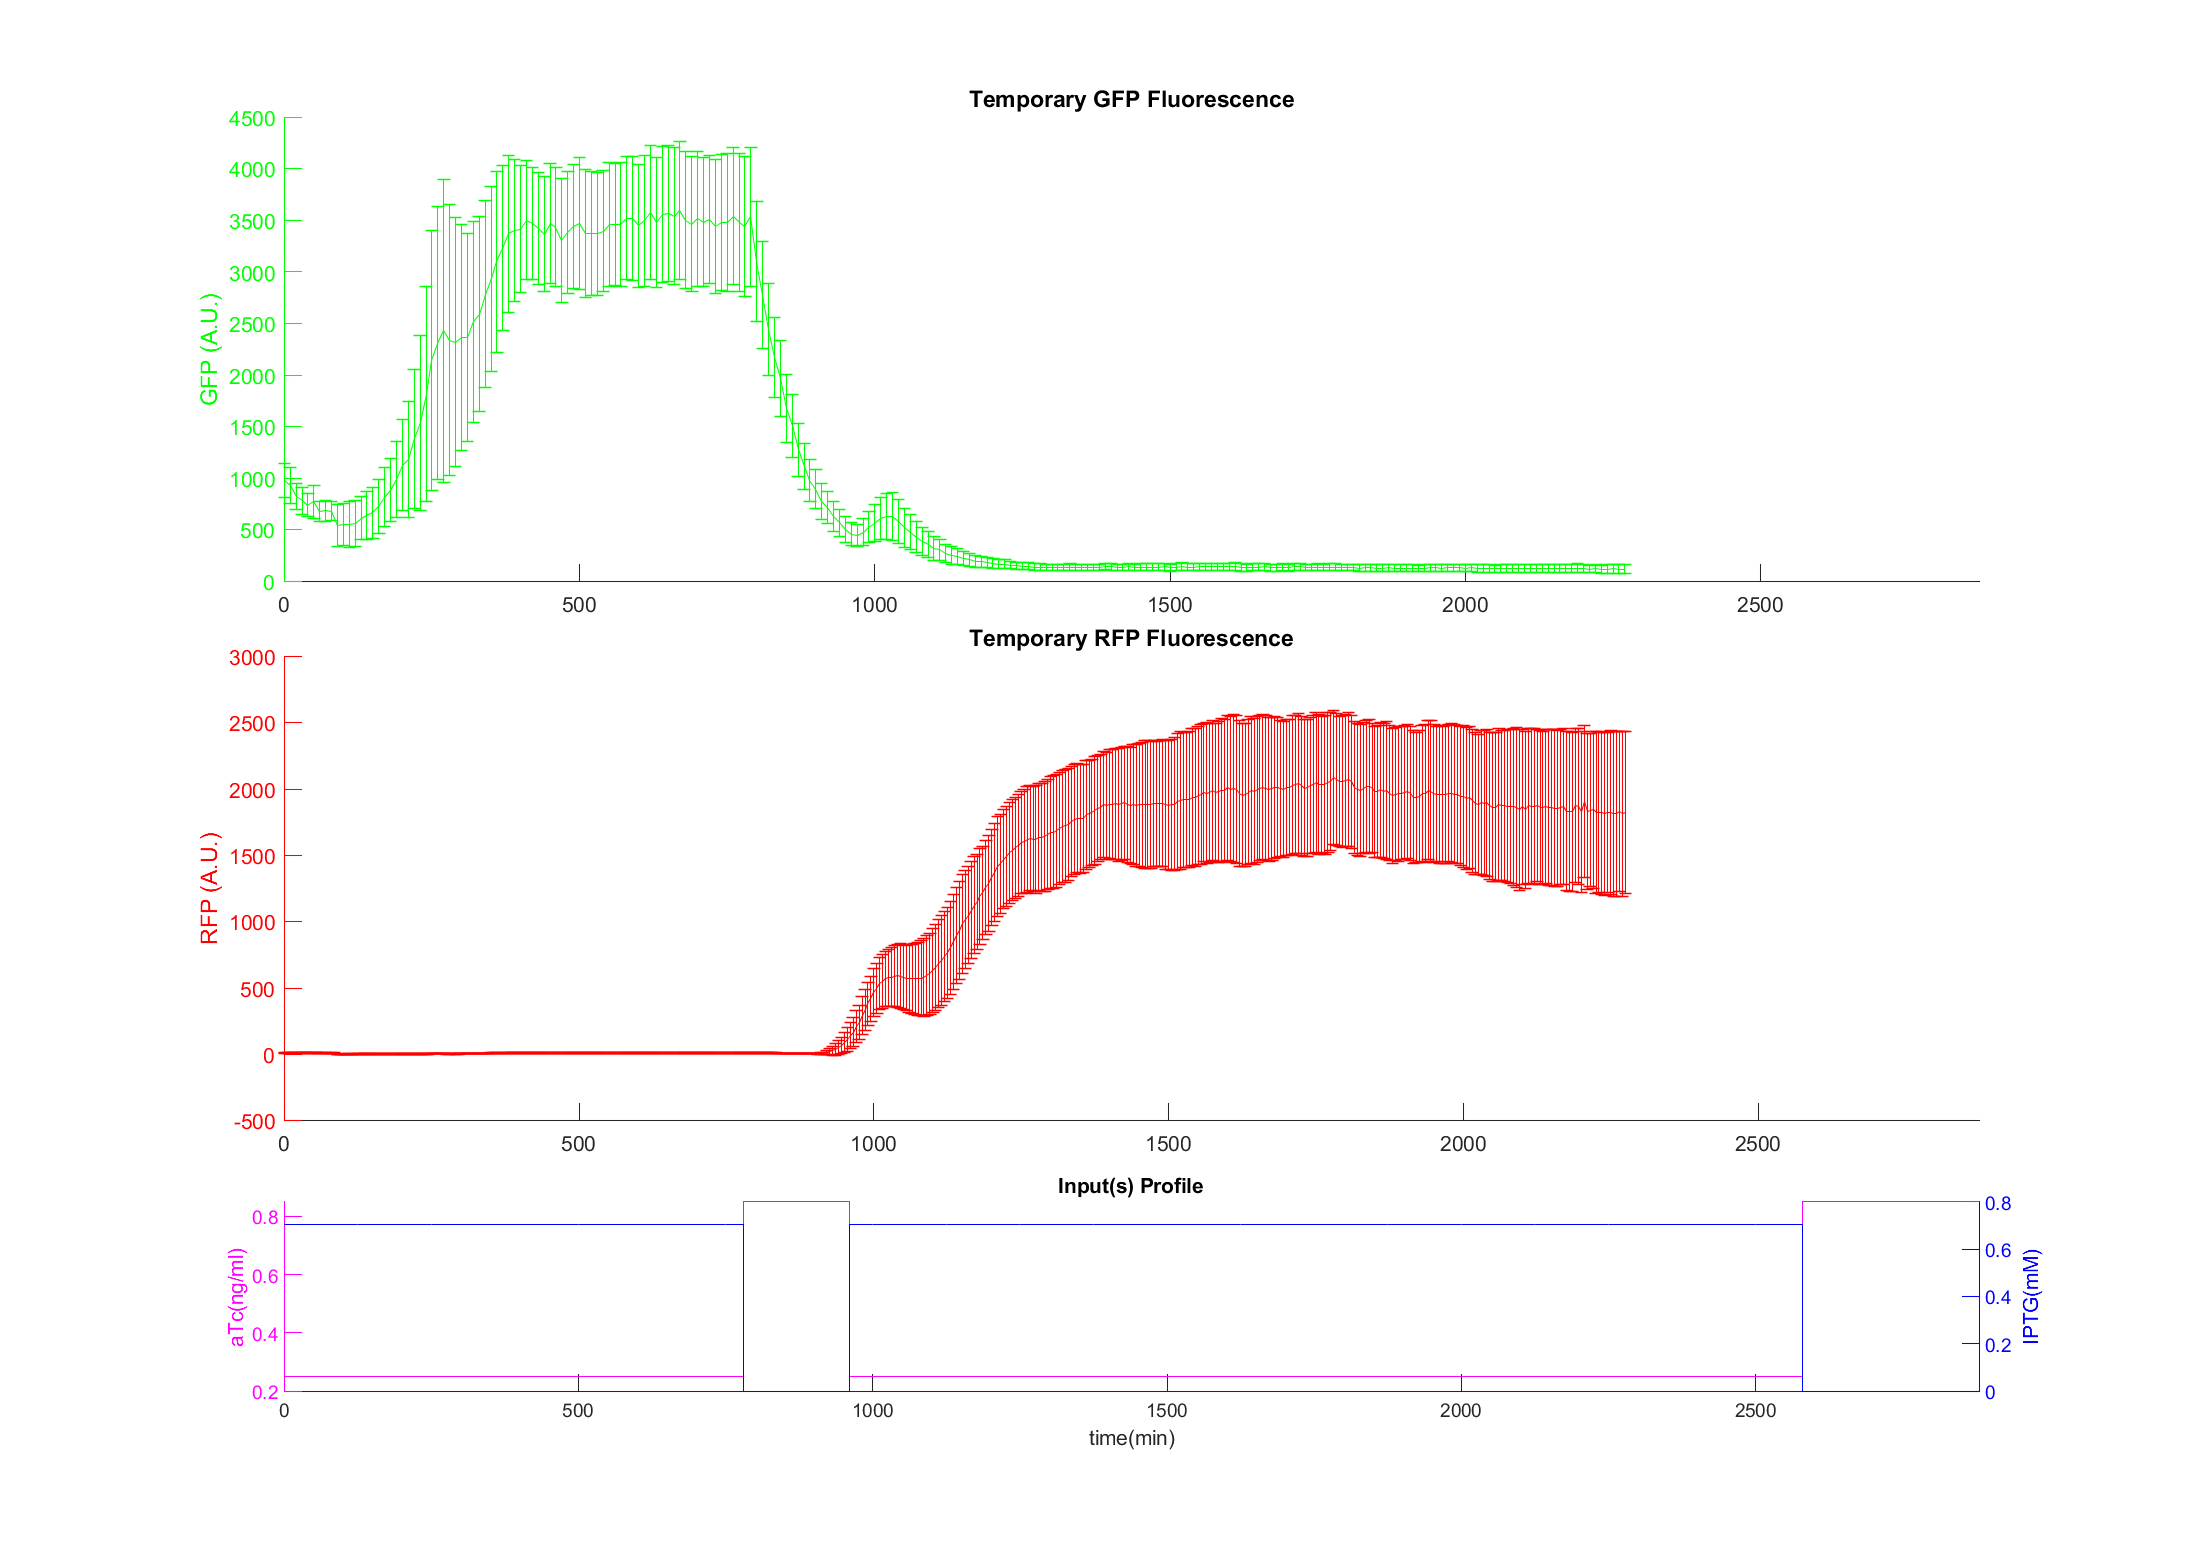 Temporary GFP Fluorescence
4500
4000
3500
3000
2500
2000
1500
1000
500
0
GFP (A.U.)
0 500 1000 1500 2000 2500
Temporary RFP Fluorescence
3000
2500
2000
1500
1000
500
0
-500
RFP (A.U.)
0 500 1000 1500 2000 2500
Input(s) Profile
0.8
0.6
0.4
0.2
aTc(ng/ml)
0.8
0.6
0.4
0.2
0
IPTG(mM)
0 500 1000 1500 2000 2500
time(min)